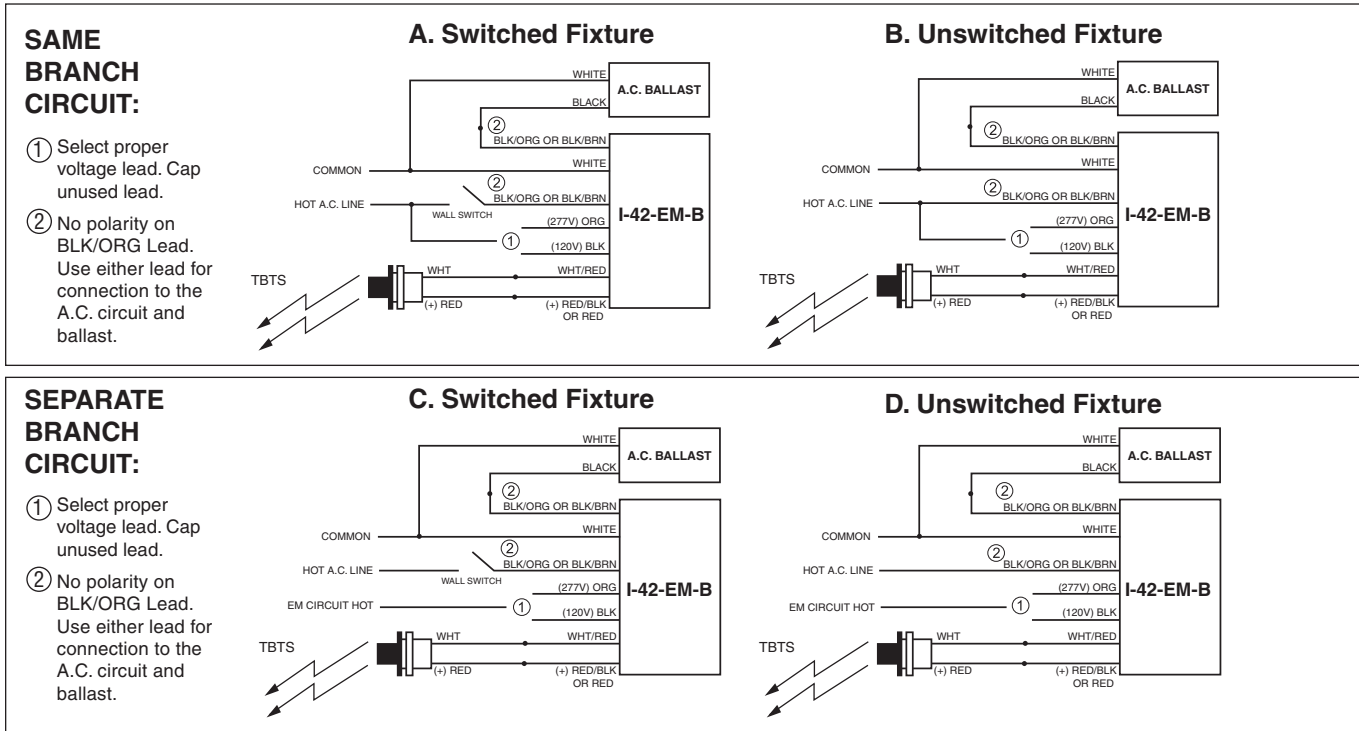 SAME
BRANCH
CIRCUIT:
① Select proper
voltage lead. Cap
unused lead.
② No polarity on
BLK/ORG Lead.
Use either lead for
connection to the
A.C. circuit and
ballast.
A. Switched Fixture
WHITE
A.C. BALLAST
BLACK
②
BLK/ORG OR BLK/BRN
WHITE
COMMON
②
BLK/ORG OR BLK/BRN
HOT A.C. LINE
WALL SWITCH
I-42-EM-B
(277V) ORG
①
(120V) BLK
TBTS
WHT
WHT/RED
(+) RED
(+) RED/BLK
OR RED
B. Unswitched Fixture
WHITE
A.C. BALLAST
BLACK
②
BLK/ORG OR BLK/BRN
WHITE
COMMON
②
BLK/ORG OR BLK/BRN
HOT A.C. LINE
I-42-EM-B
(277V) ORG
①
(120V) BLK
TBTS
WHT
WHT/RED
(+) RED
(+) RED/BLK
OR RED
SEPARATE
BRANCH
CIRCUIT:
① Select proper
voltage lead. Cap
unused lead.
② No polarity on
BLK/ORG Lead.
Use either lead for
connection to the
A.C. circuit and
ballast.
C. Switched Fixture
WHITE
A.C. BALLAST
BLACK
②
BLK/ORG OR BLK/BRN
WHITE
COMMON
②
BLK/ORG OR BLK/BRN
HOT A.C. LINE
WALL SWITCH
(277V) ORG
I-42-EM-B
EM CIRCUIT HOT
①
(120V) BLK
TBTS
WHT
WHT/RED
(+) RED
(+) RED/BLK
OR RED
D. Unswitched Fixture
WHITE
A.C. BALLAST
BLACK
②
BLK/ORG OR BLK/BRN
WHITE
COMMON
②
BLK/ORG OR BLK/BRN
HOT A.C. LINE
(277V) ORG
I-42-EM-B
EM CIRCUIT HOT
①
(120V) BLK
TBTS
WHT
WHT/RED
(+) RED
(+) RED/BLK
OR RED